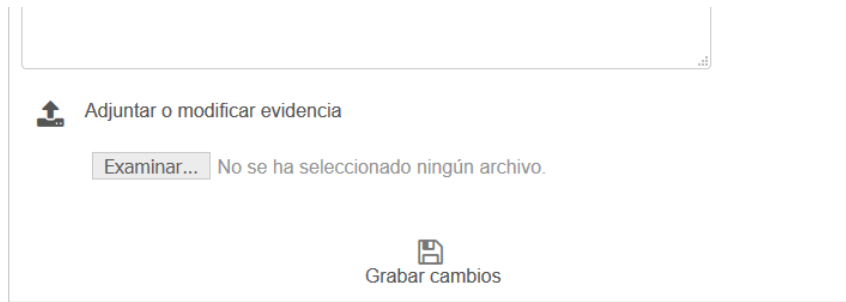 Adjuntar o modificar evidencia
Examinar... No se ha seleccionado ningún archivo.
Grabar cambios